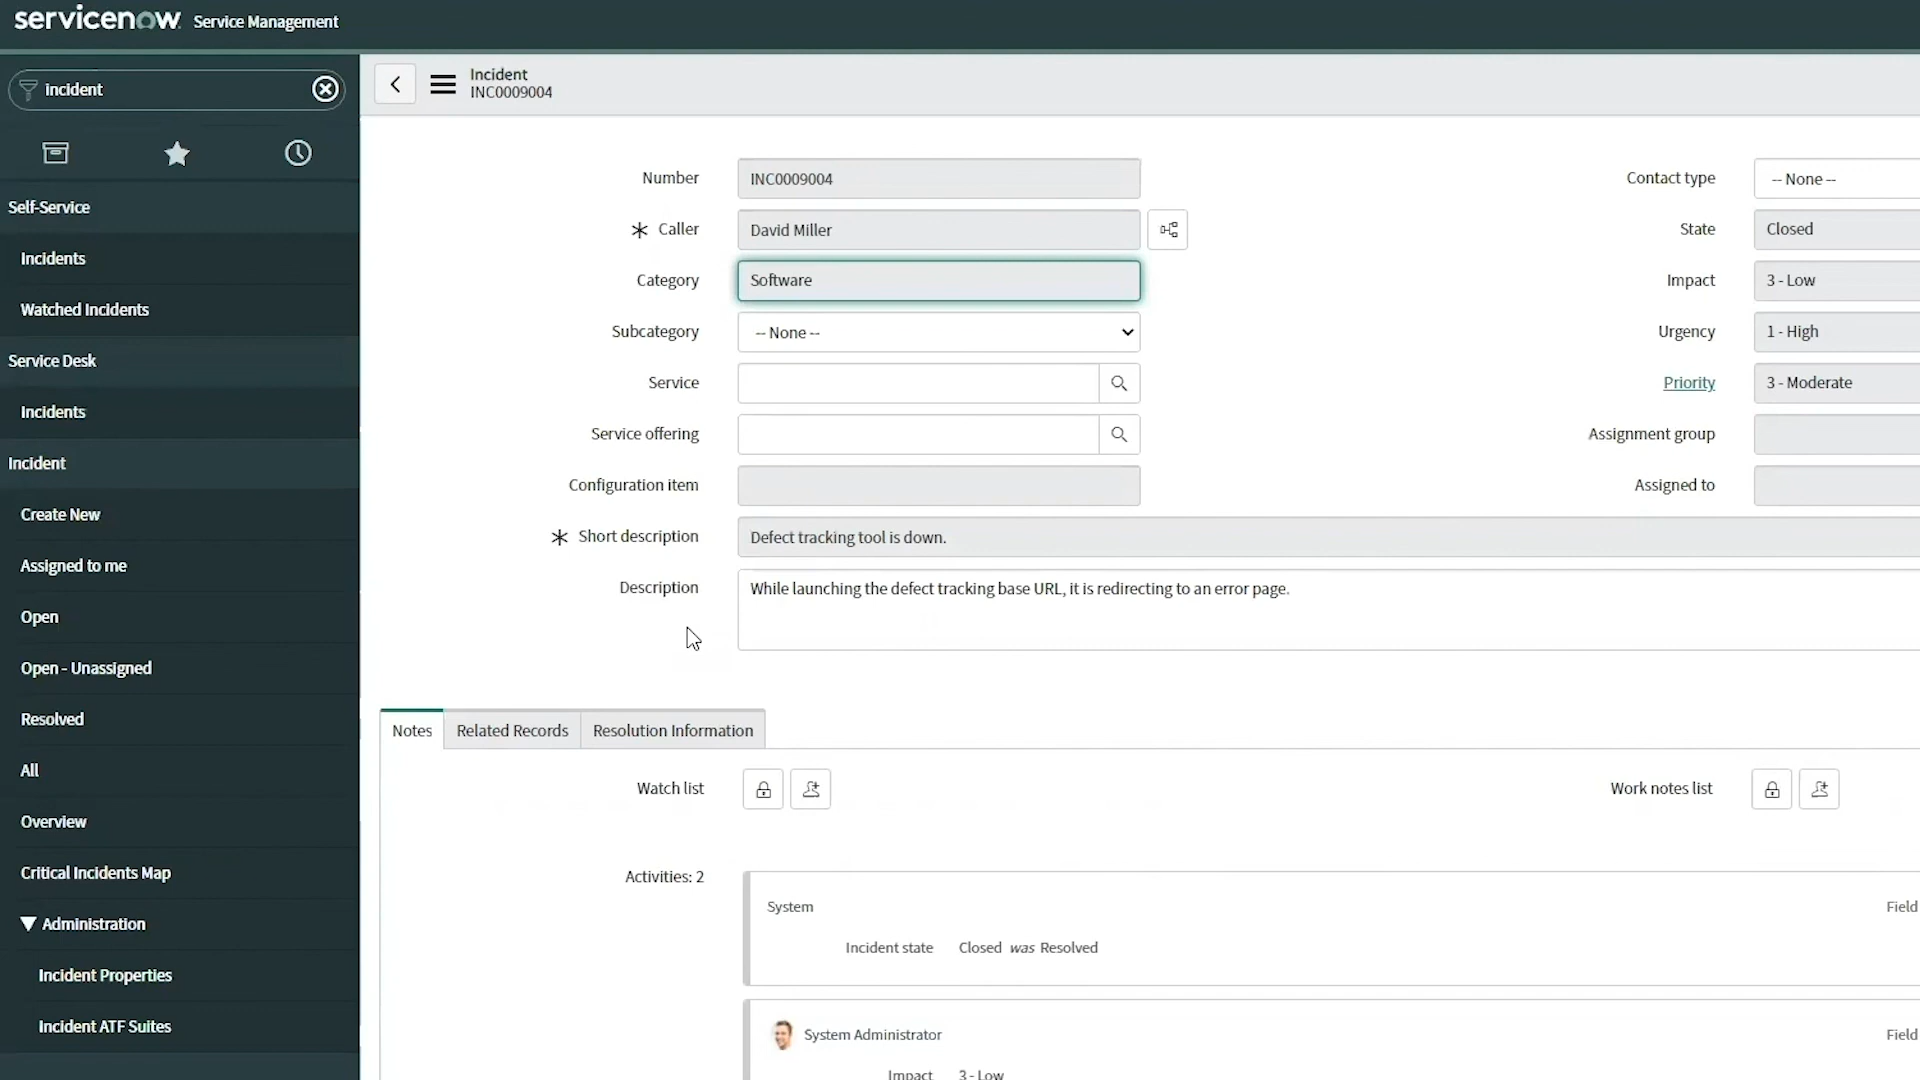 servicenow Service Management
incident
Self-Service
Incidents
Watched Incidents
Service Desk
Incidents
Incident
Create New
Assigned to me
Open
Open - Unassigned
Resolved
All
Overview
Critical Incidents Map
Administration
Incident Properties
Incident ATF Suites
Incident
INC0009004
Number INC0009004
* Caller David Miller
Category Software
Subcategory -- None --
Service
Service offering
Configuration item
* Short description Defect tracking tool is down.
Description While launching the defect tracking base URL, it is redirecting to an error page.
Contact type -- None --
State Closed
Impact 3 - Low
Urgency 1 - High
Priority 3 - Moderate
Assignment group
Assigned to
Notes Related Records Resolution Information
Watch list
Work notes list
Activities: 2
System Field
Incident state Closed was Resolved
System Administrator Field
Impact 3 - Low